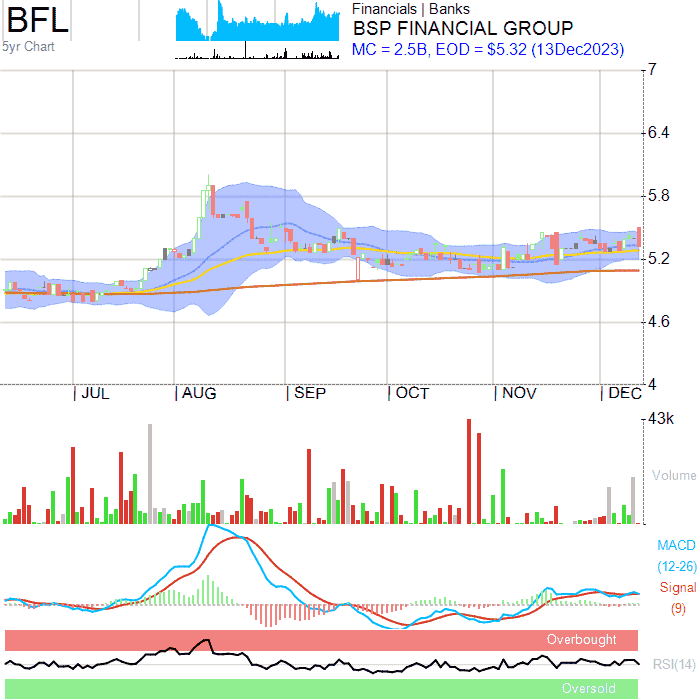 BFL
5yr Chart
Financials | Banks
BSP FINANCIAL GROUP
MC = 2.5B, EOD = $5.32 (13Dec2023)
7
6.4
5.8
5.2
4.6
4
| JUL | AUG | SEP | OCT | NOV | DEC
43k
Volume
MACD
(12-26)
Signal
(9)
Overbought
RSI(14)
Oversold